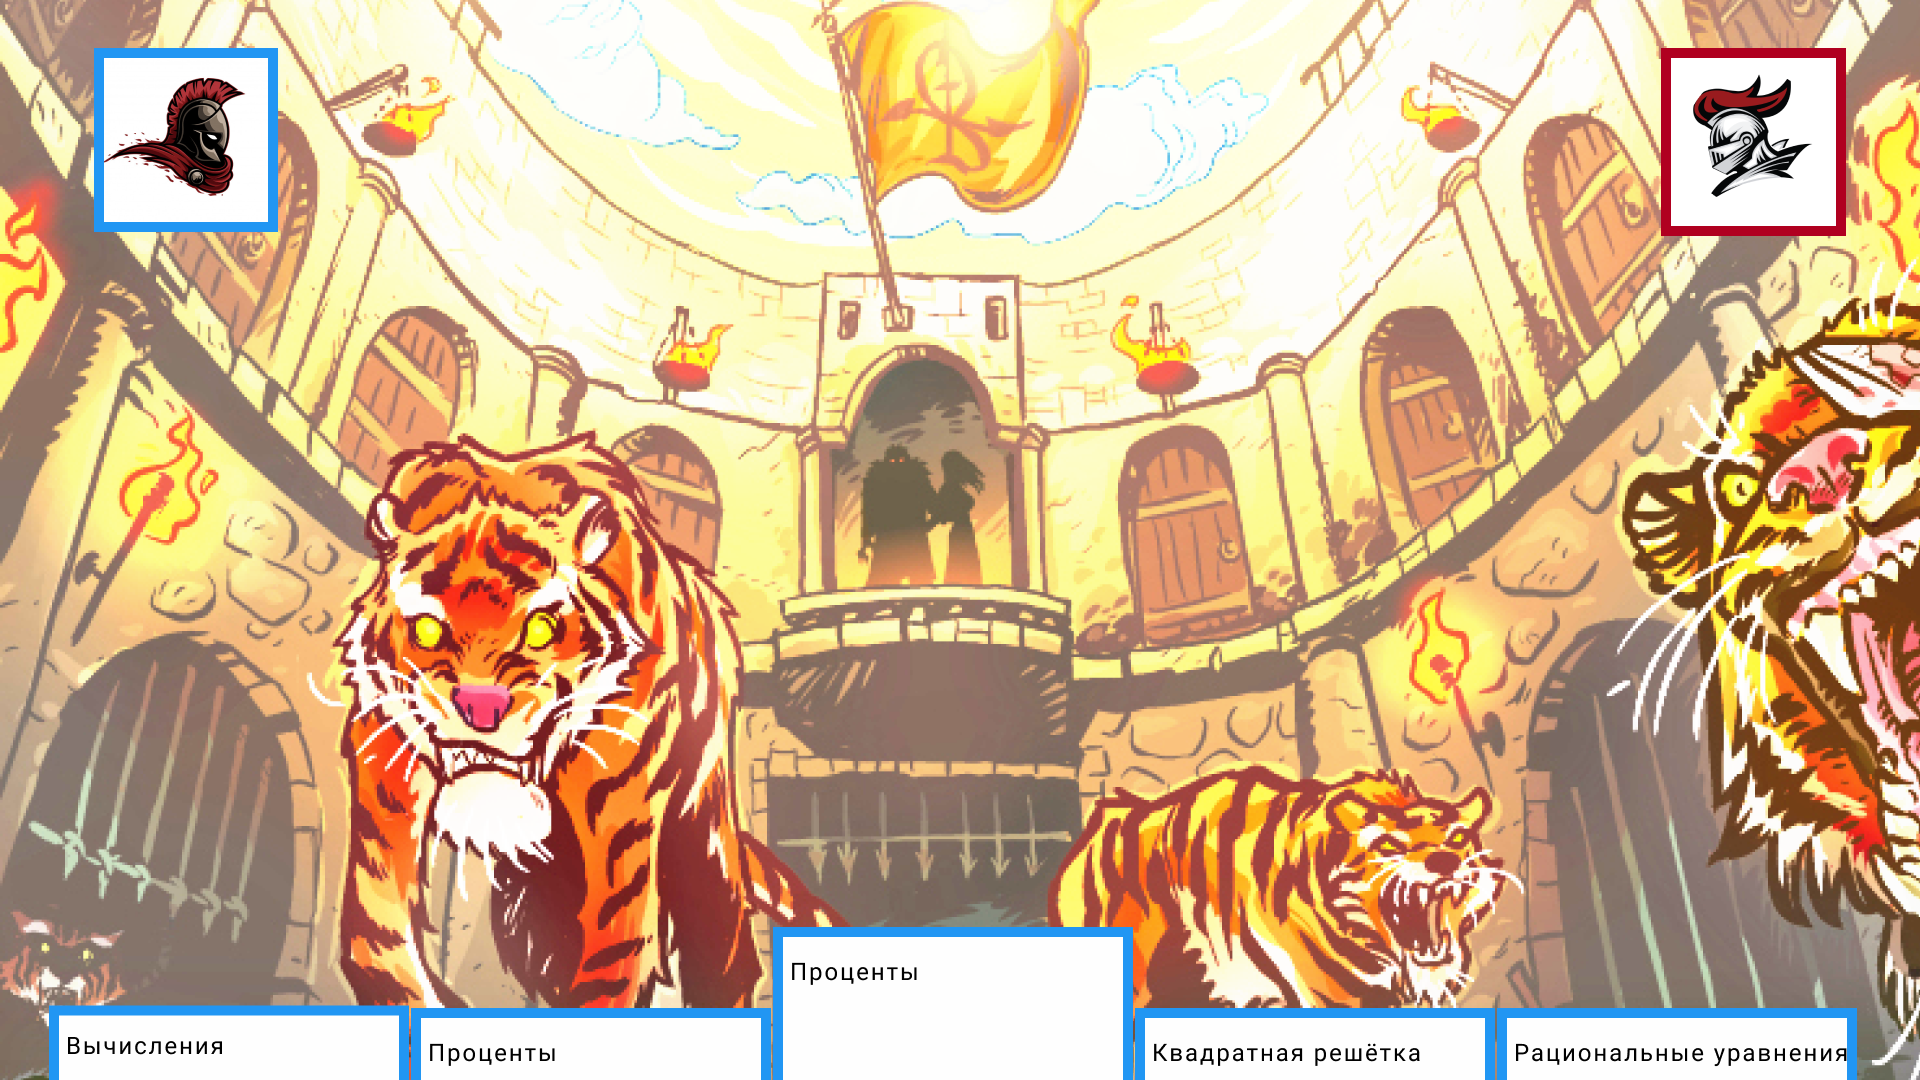 Вычисления
Проценты
Проценты
Квадратная решётка
Рациональные уравнения